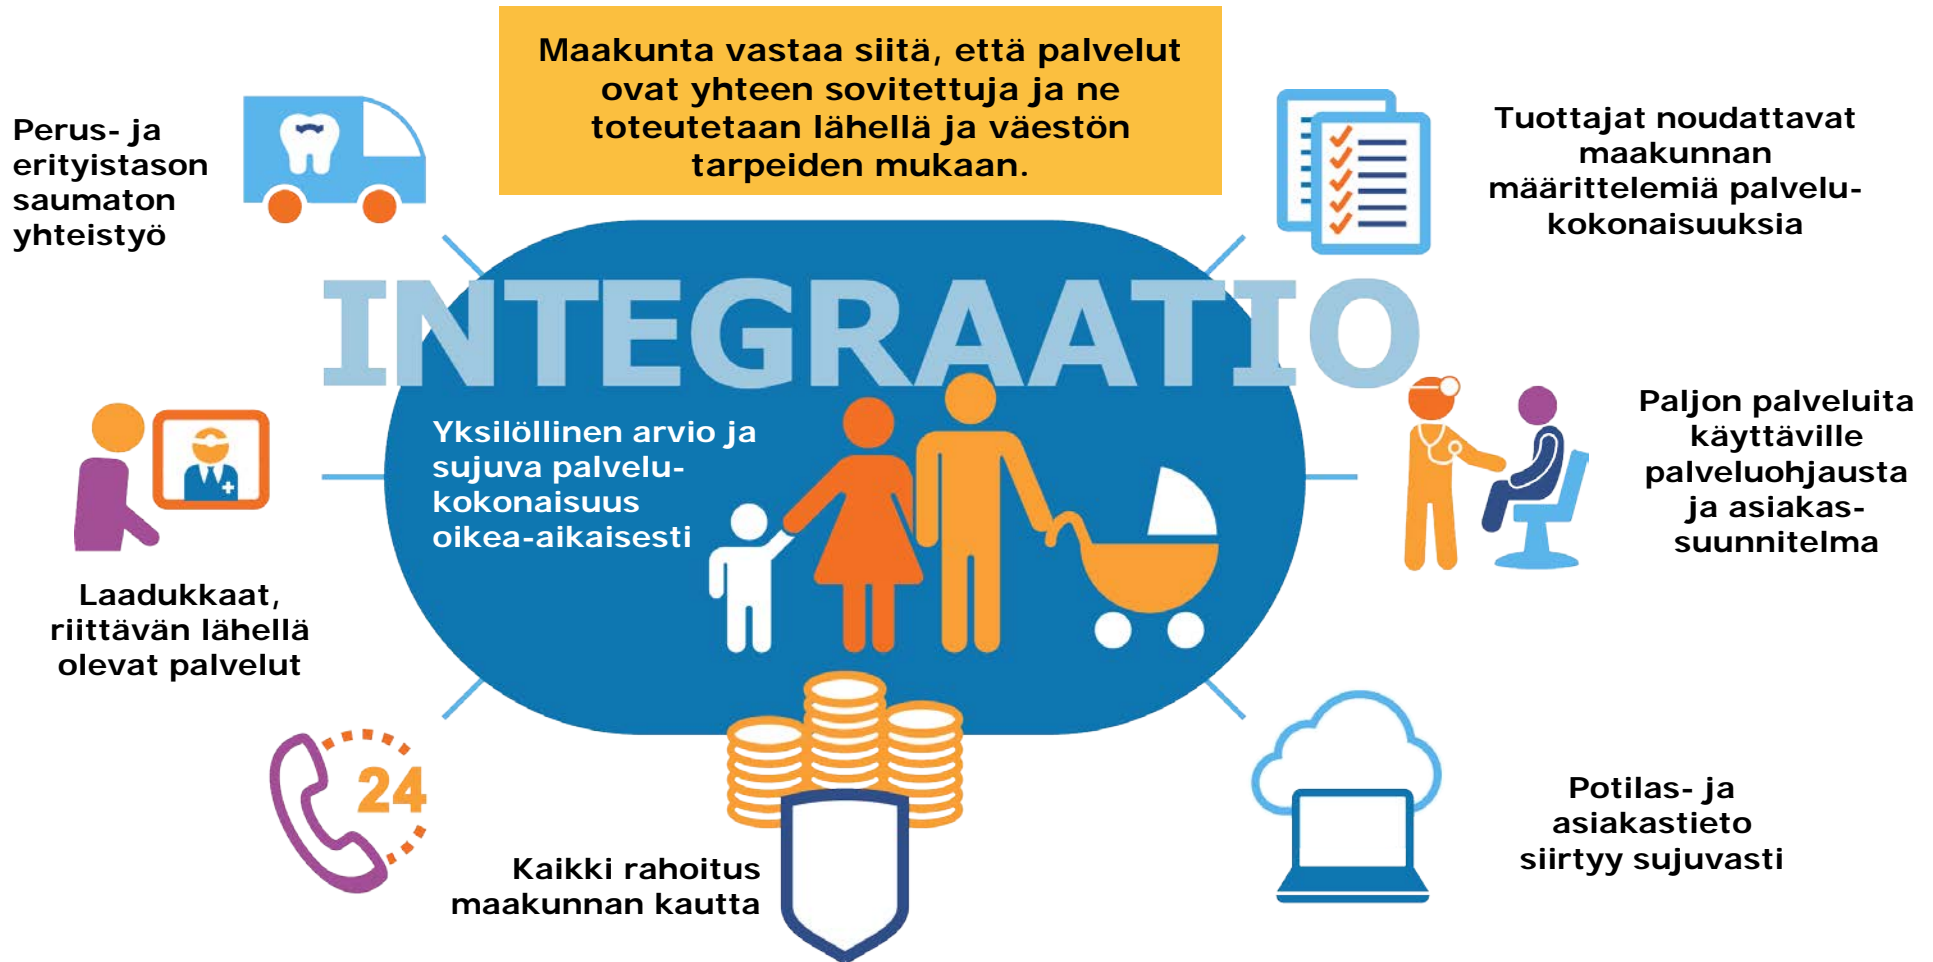 Maakunta vastaa siitä, että palvelut
ovat yhteen sovitettuja ja ne
toteutetaan lähellä ja väestön
tarpeiden mukaan.
Perus- ja
erityistason
saumaton
yhteistyö
Tuottajat noudattavat
maakunnan
määrittelemiä palvelu-
kokonaisuuksia
INTEGRAATIO
Yksilöllinen arvio ja
sujuva palvelu-
kokonaisuus
oikea-aikaisesti
Paljon palveluita
käyttäville
palveluohjausta
ja asiakas-
suunnitelma
Laadukkaat,
riittävän lähellä
olevat palvelut
24
Kaikki rahoitus
maakunnan kautta
Potilas- ja
asiakastieto
siirtyy sujuvasti